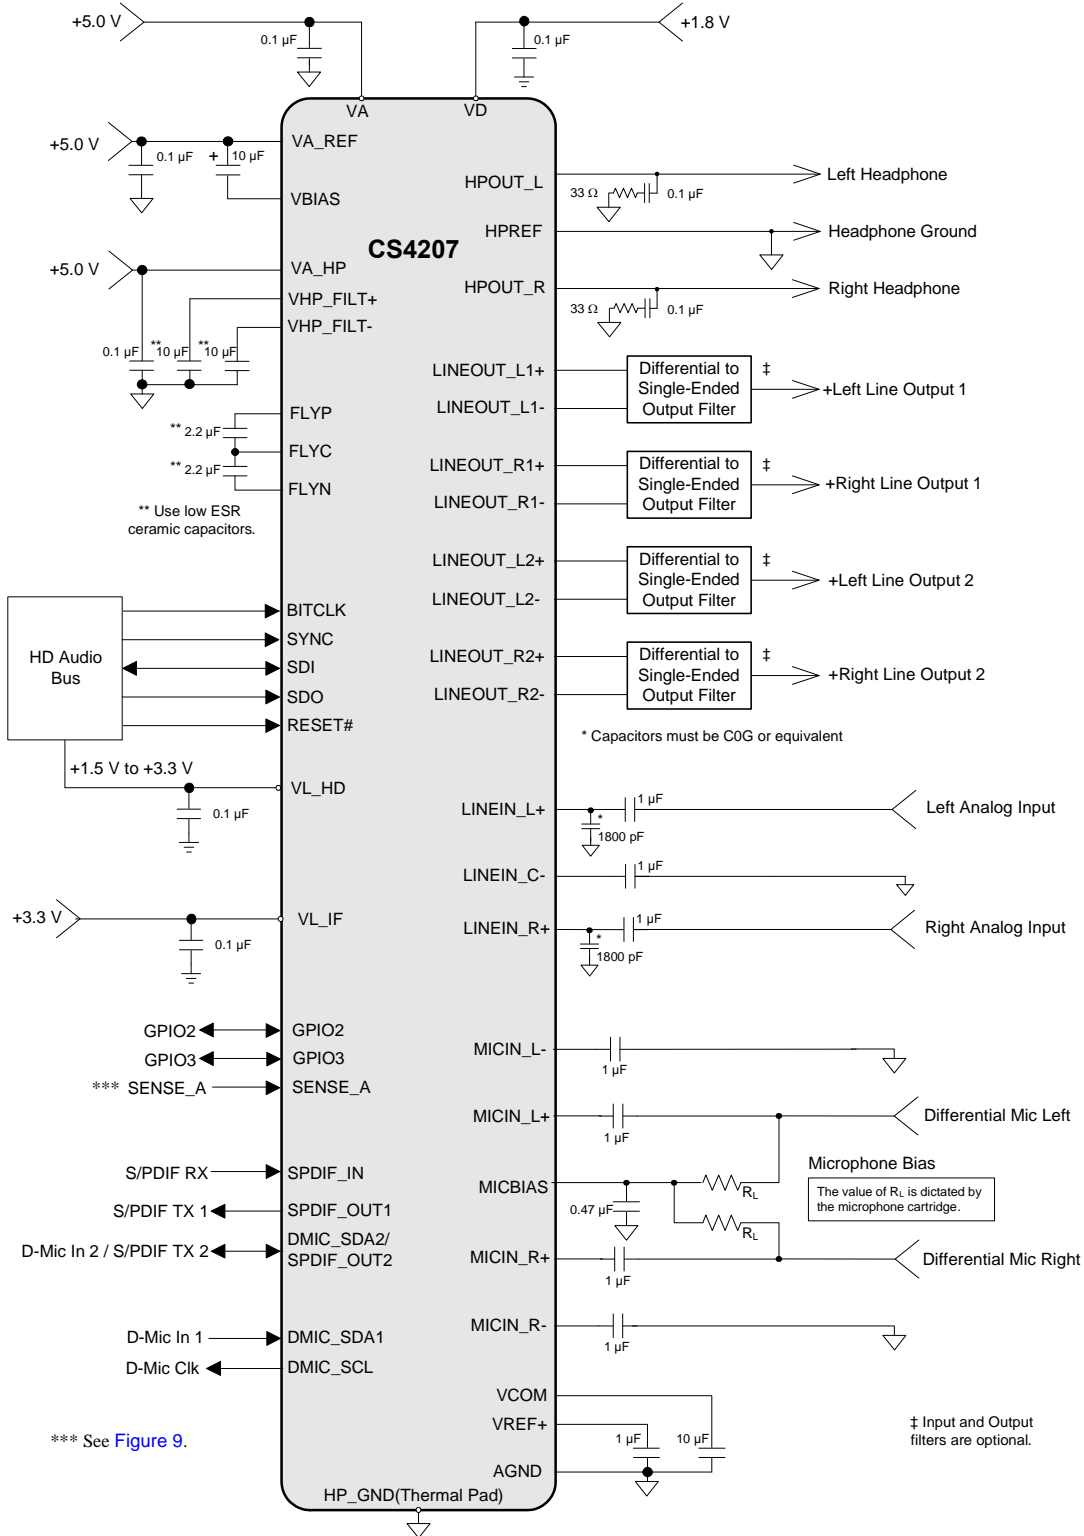 +5.0 V
+1.8 V
0.1 µF
0.1 µF
VA
VD
+5.0 V
VA_REF
0.1 µF
+ 10 µF
VBIAS
CS4207
+5.0 V
VA_HP
VHP_FILT+
VHP_FILT-
0.1 µF
**10 µF
**10 µF
FLYP
** 2.2 µF
FLYC
** 2.2 µF
FLYN
** Use low ESR
ceramic capacitors.
HPOUT_L
33 Ω
0.1 µF
Left Headphone
HPREF
Headphone Ground
HPOUT_R
33 Ω
0.1 µF
Right Headphone
LINEOUT_L1+
LINEOUT_L1-
Differential to
Single-Ended
Output Filter
‡
+Left Line Output 1
LINEOUT_R1+
LINEOUT_R1-
Differential to
Single-Ended
Output Filter
‡
+Right Line Output 1
LINEOUT_L2+
LINEOUT_L2-
Differential to
Single-Ended
Output Filter
‡
+Left Line Output 2
LINEOUT_R2+
LINEOUT_R2-
Differential to
Single-Ended
Output Filter
‡
+Right Line Output 2
* Capacitors must be C0G or equivalent
HD Audio
Bus
BITCLK
SYNC
SDI
SDO
RESET#
+1.5 V to +3.3 V
VL_HD
0.1 µF
+3.3 V
VL_IF
0.1 µF
LINEIN_L+
1 µF
*
1800 pF
Left Analog Input
LINEIN_C-
1 µF
LINEIN_R+
1 µF
*
1800 pF
Right Analog Input
GPIO2
GPIO2
GPIO3
GPIO3
*** SENSE_A
SENSE_A
MICIN_L-
1 µF
MICIN_L+
1 µF
Differential Mic Left
Microphone Bias
The value of RL is dictated by
the microphone cartridge.
MICBIAS
0.47 µF
RL
RL
MICIN_R+
1 µF
Differential Mic Right
MICIN_R-
1 µF
S/PDIF RX
SPDIF_IN
S/PDIF TX 1
SPDIF_OUT1
D-Mic In 2 / S/PDIF TX 2
DMIC_SDA2/
SPDIF_OUT2
D-Mic In 1
DMIC_SDA1
D-Mic Clk
DMIC_SCL
VCOM
VREF+
1 µF
10 µF
AGND
*** See Figure 9.
‡ Input and Output
filters are optional.
HP_GND(Thermal Pad)